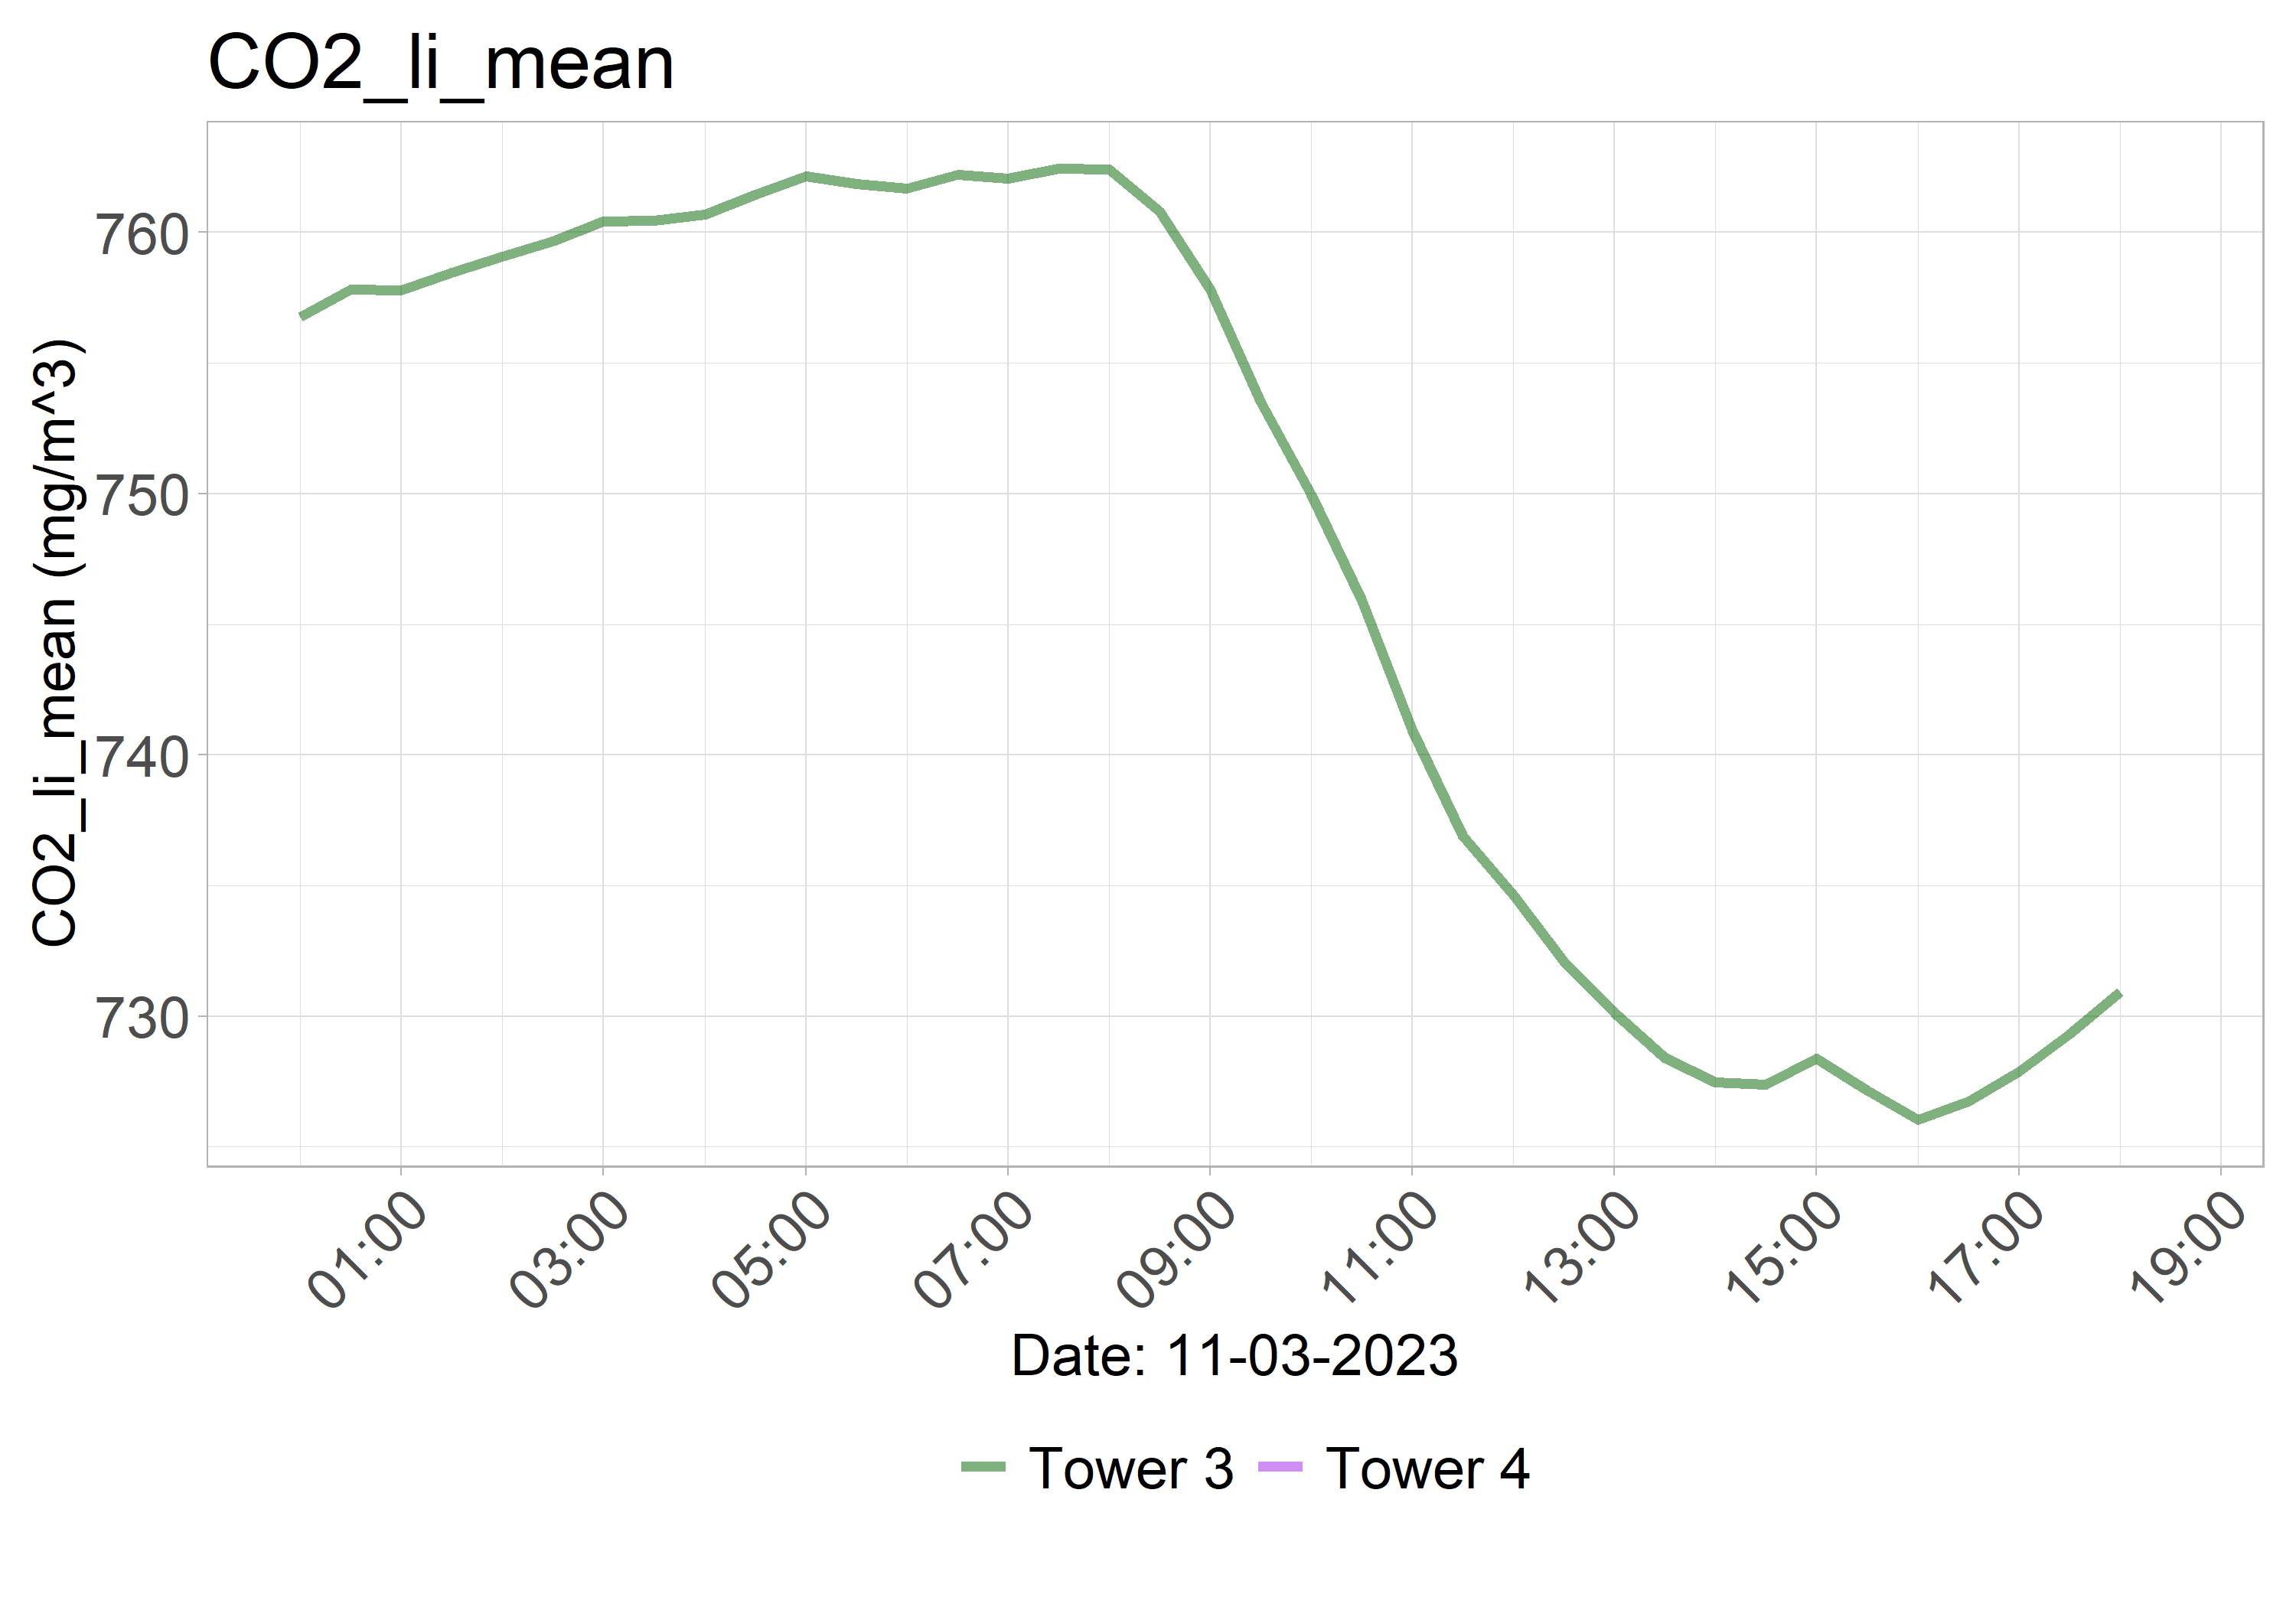 CO2_li_mean
CO2_li_mean (mg/m^3)
760
750
740
730
01:00 03:00 05:00 07:00 09:00 11:00 13:00 15:00 17:00 19:00
Date: 11-03-2023
Tower 3 Tower 4